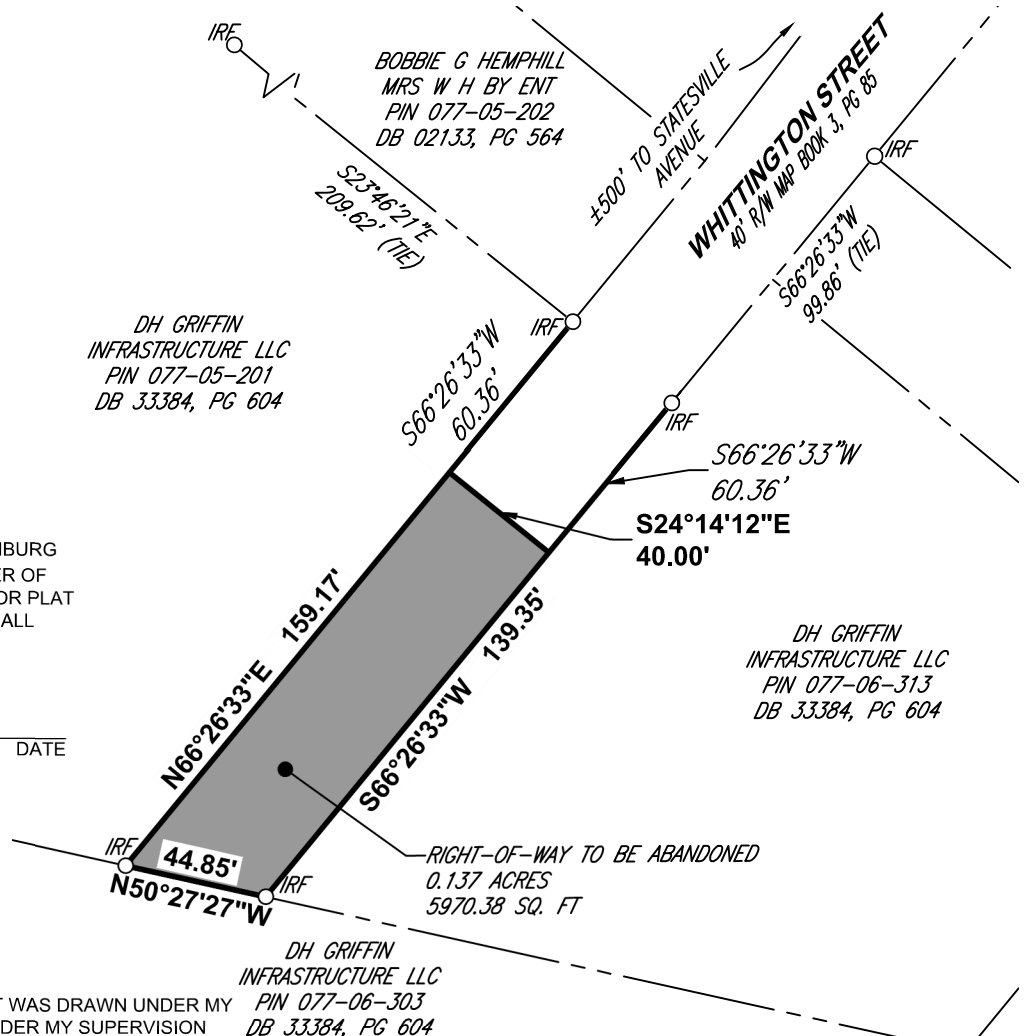 IRF
BOBBIE G HEMPHILL
MRS W H BY ENT
PIN 077-05-202
DB 02133, PG 564
S23°46'21"E
209.62' (TIE)
±500' TO STATESVILLE
AVENUE
WHITTINGTON STREET
40' R/W MAP BOOK 3, PG 85
IRF
S66°26'33"W
99.86' (TIE)
DH GRIFFIN
INFRASTRUCTURE LLC
PIN 077-05-201
DB 33384, PG 604
IRF
S66°26'33"W
60.36'
IRF
S66°26'33"W
60.36'
S24°14'12"E
40.00'
NBURG
ER OF
OR PLAT
ALL
DATE
N66°26'33"E 159.17'
S66°26'33"W 139.35'
DH GRIFFIN
INFRASTRUCTURE LLC
PIN 077-06-313
DB 33384, PG 604
IRF
44.85'
N50°27'27"W
IRF
RIGHT-OF-WAY TO BE ABANDONED
0.137 ACRES
5970.38 SQ. FT
DH GRIFFIN
INFRASTRUCTURE LLC
PIN 077-06-303
DB 33384, PG 604
T WAS DRAWN UNDER MY
DER MY SUPERVISION